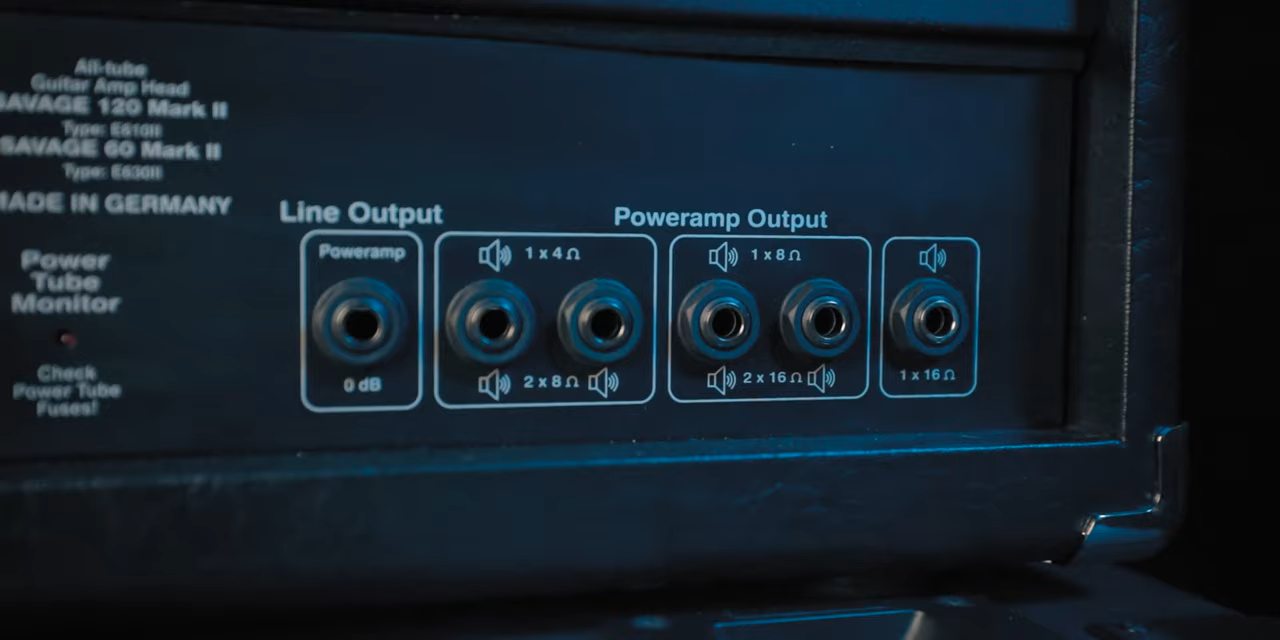 All-tube
Guitar Amp Head
SAVAGE 120 Mark II
Type: E610II
SAVAGE 60 Mark II
Type: E630II
MADE IN GERMANY
Power
Tube
Monitor
Check
Power Tube
Fuses!
Line Output
Poweramp
0 dB
Poweramp Output
1 x 4 Ω
2 x 8 Ω
1 x 8 Ω
2 x 16 Ω
1 x 16 Ω